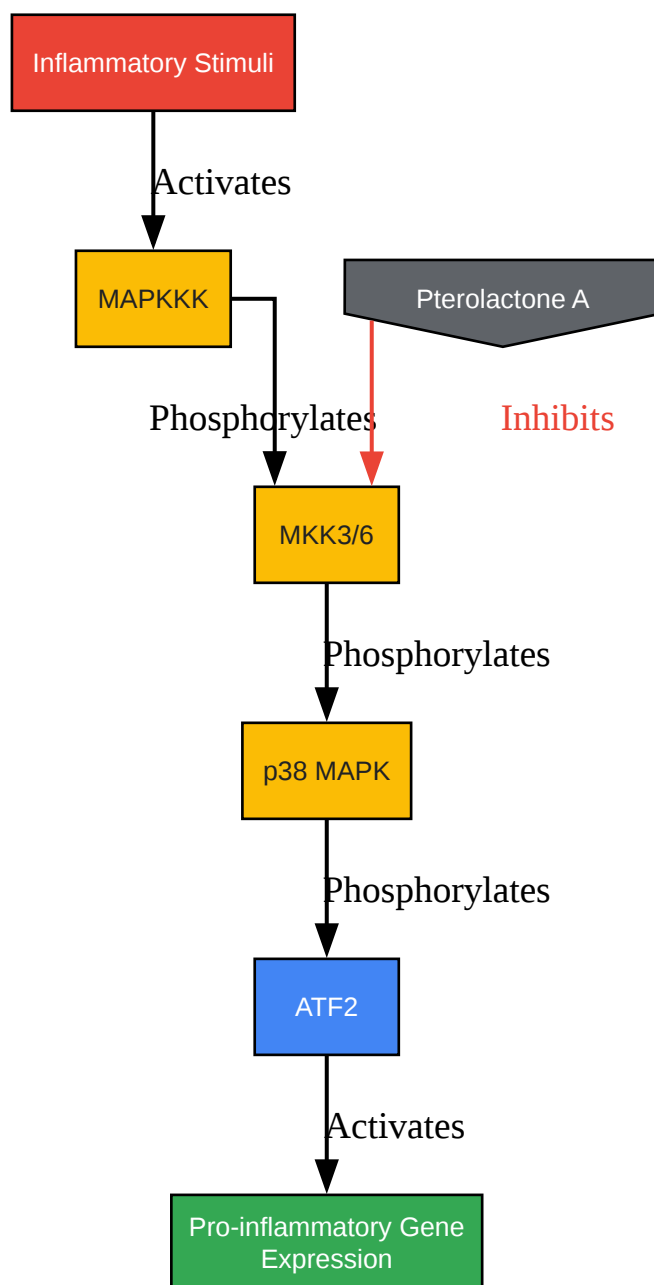 Inflammatory Stimuli
Activates
MAPKKK
Pterolactone A
Phosphorylates
Inhibits
MKK3/6
Phosphorylates
p38 MAPK
Phosphorylates
ATF2
Activates
Pro-inflammatory Gene
Expression